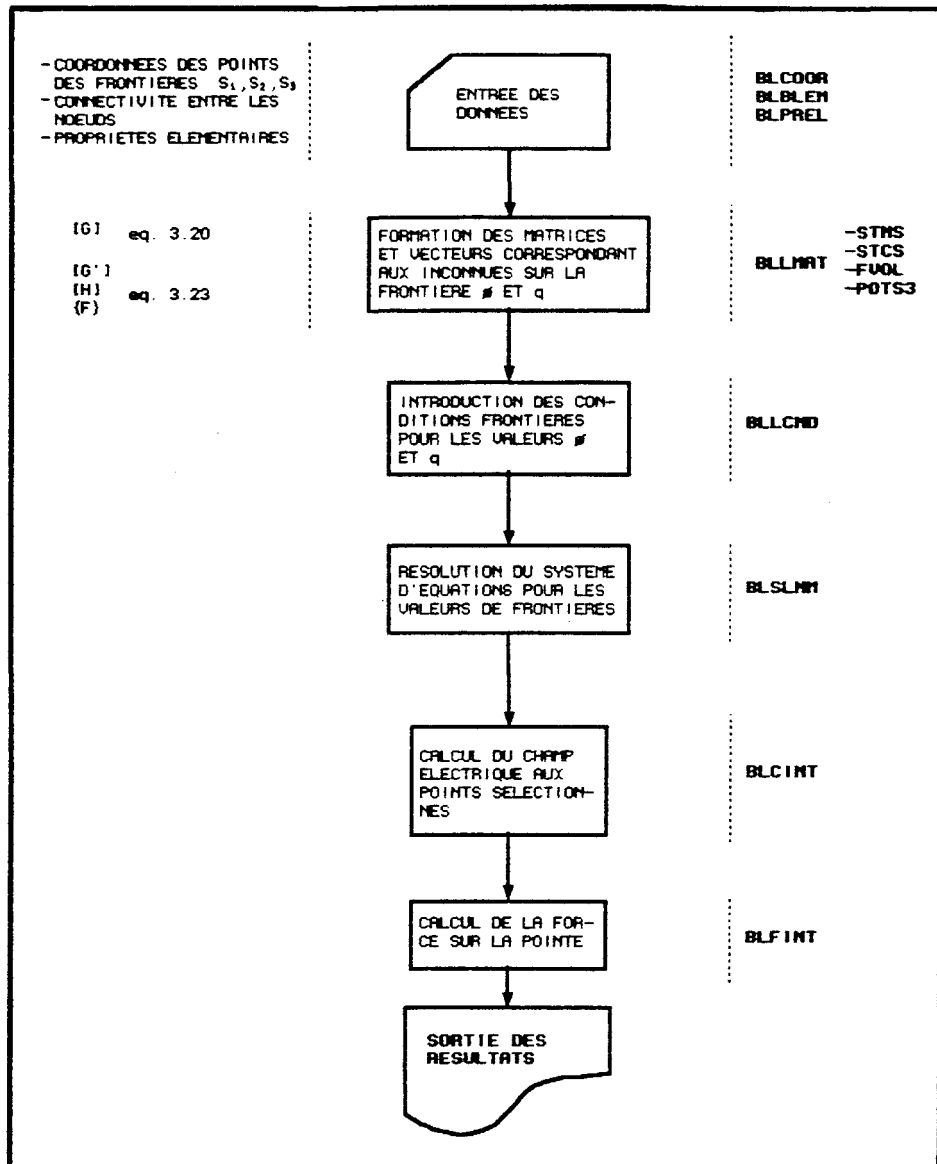 -COORDONNEES DES POINTS
DES FRONTIERES S₁,S₂,S₃
-CONNECTIVITE ENTRE LES
NOEUDS
-PROPRIETES ELEMENTAIRES
ENTREE DES
DONNEES
BLCOOR
BLBLEM
BLPREL
[G] eq. 3.20
[G']
[H] eq. 3.23
{F}
FORMATION DES MATRICES
ET VECTEURS CORRESPONDANT
AUX INCONNUES SUR LA
FRONTIERE ø ET q
BLLMAT
-STNS
-STCS
-FVOL
-POTS3
INTRODUCTION DES CON-
DITIONS FRONTIERES
POUR LES VALEURS ø
ET q
BLLCND
RESOLUTION DU SYSTEME
D'EQUATIONS POUR LES
VALEURS DE FRONTIERES
BLSLNM
CALCUL DU CHAMP
ELECTRIQUE AUX
POINTS SELECTION-
NES
BLCINT
CALCUL DE LA FOR-
CE SUR LA POINTE
BLFINT
SORTIE DES
RESULTATS